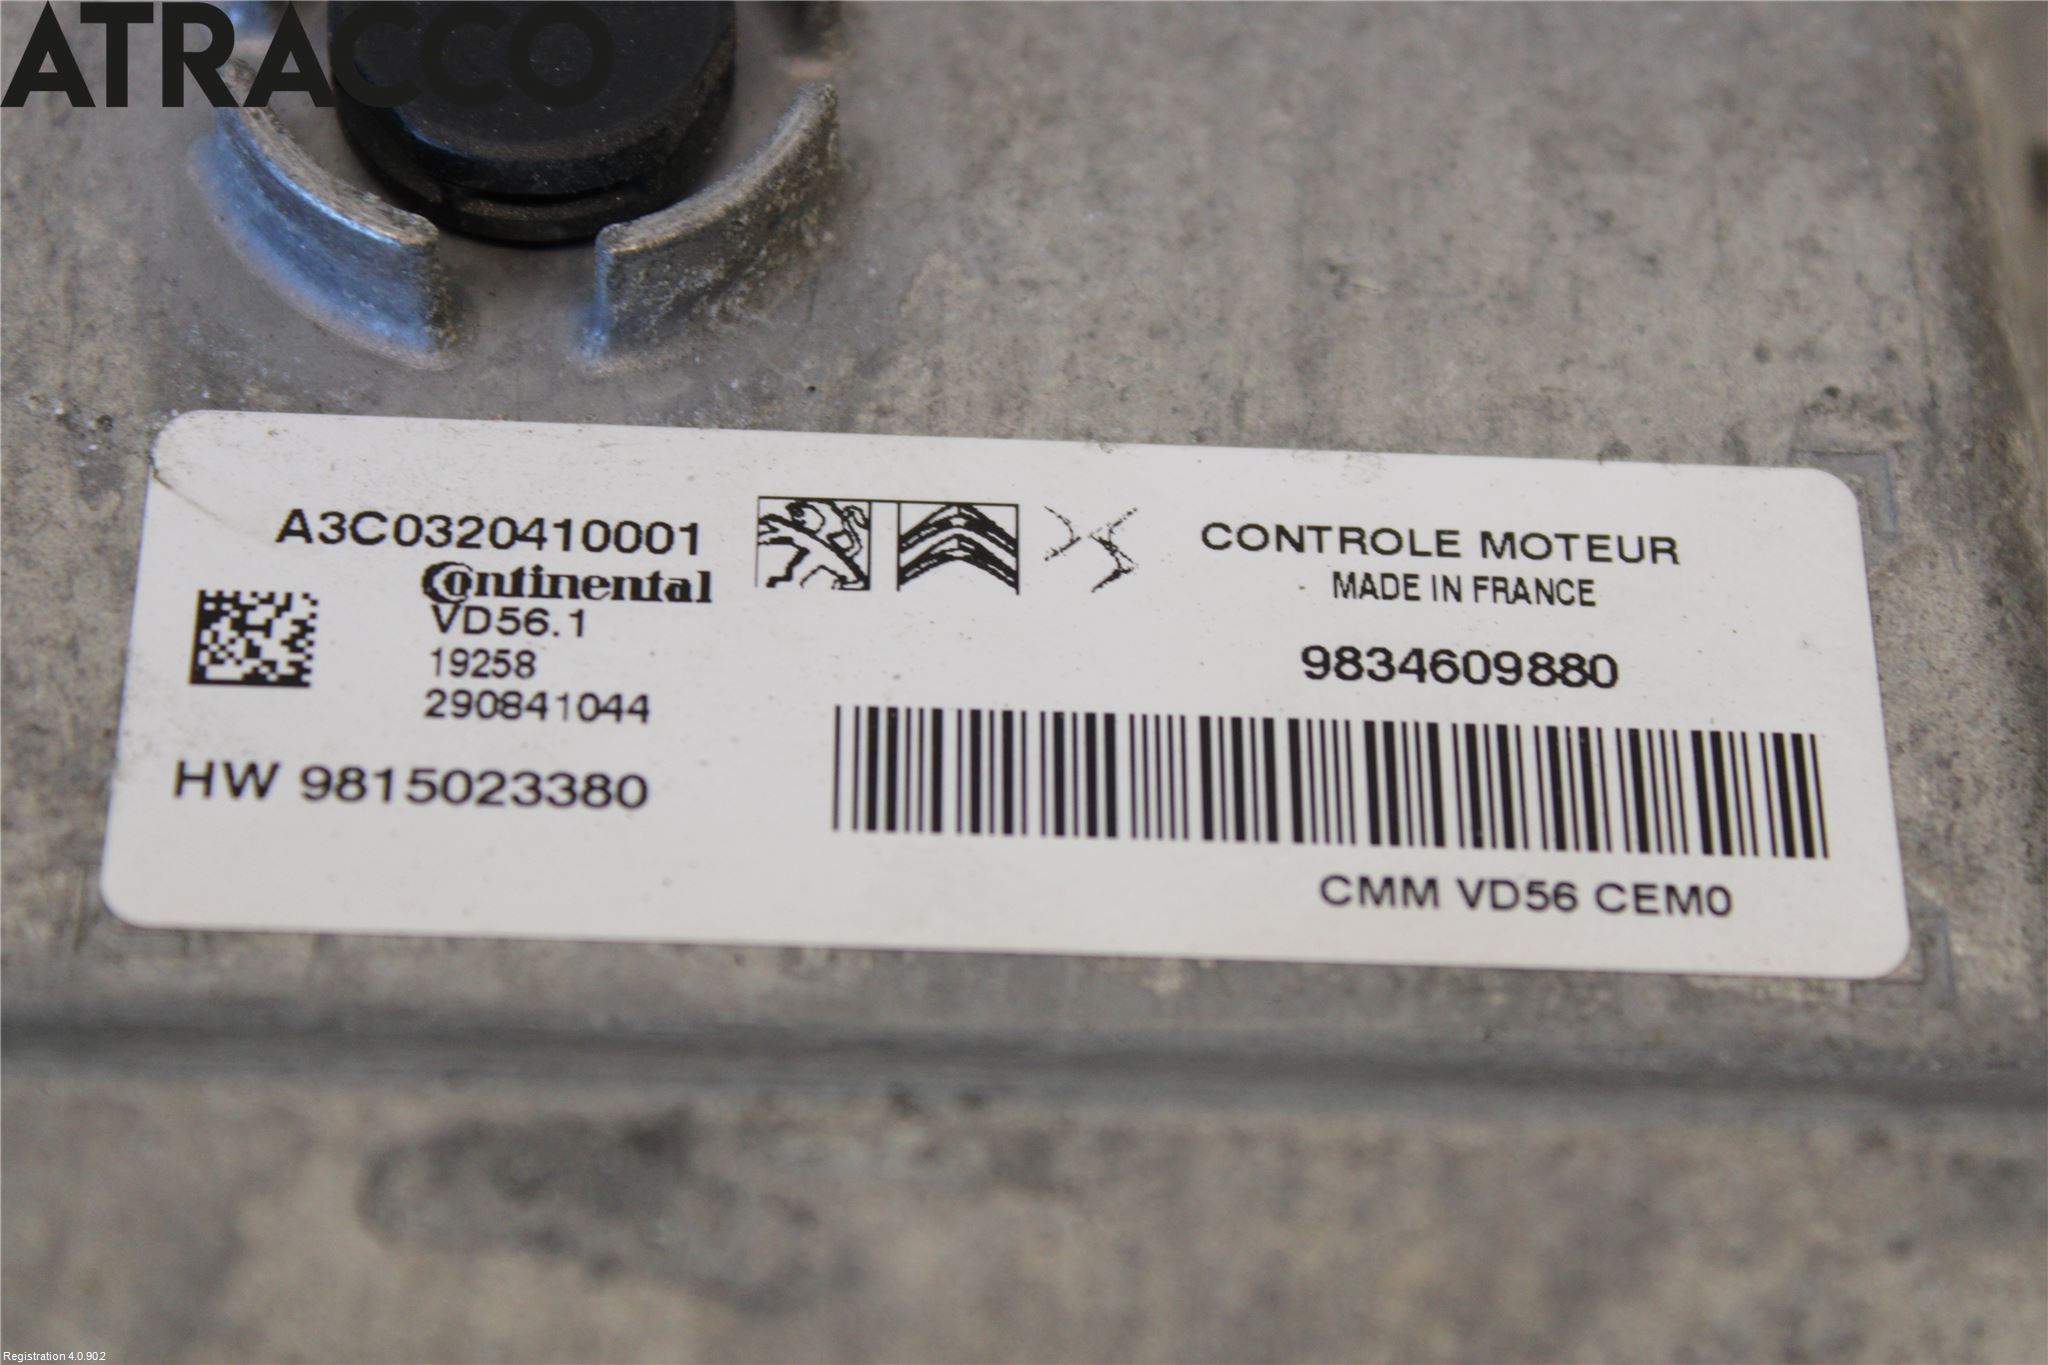 ATRACCO
A3C0320410001
Continental
VD56.1
19258
290841044
HW 9815023380
CONTROLE MOTEUR
MADE IN FRANCE
9834609880
CMM VD56 CEM0
Registration 4.0.902